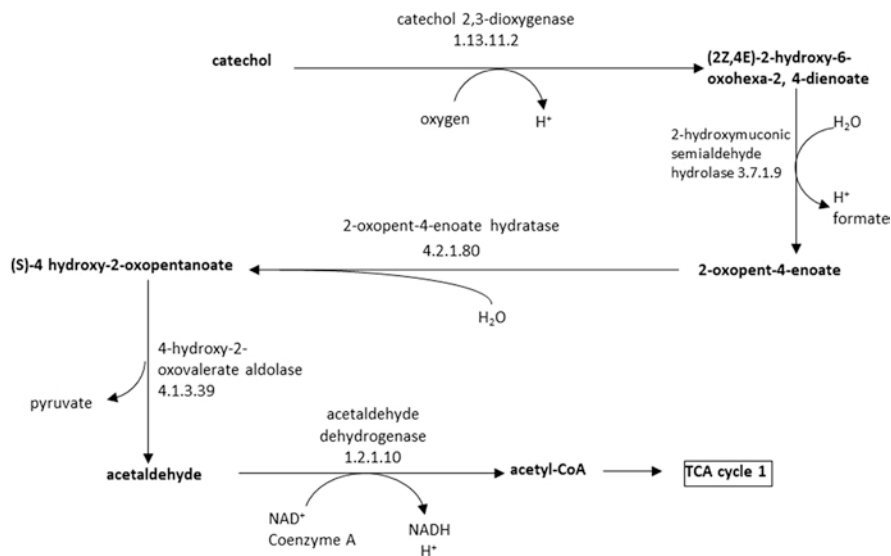 catechol 2,3-dioxygenase
1.13.11.2
catechol
(2Z,4E)-2-hydroxy-6-
oxohexa-2, 4-dienoate
oxygen
H⁺
2-hydroxymuconic
semialdehyde
hydrolase 3.7.1.9
H₂O
H⁺
formate
2-oxopent-4-enoate hydratase
4.2.1.80
(S)-4 hydroxy-2-oxopentanoate
2-oxopent-4-enoate
H₂O
4-hydroxy-2-
oxovalerate aldolase
4.1.3.39
pyruvate
acetaldehyde
dehydrogenase
1.2.1.10
acetaldehyde
acetyl-CoA
TCA cycle 1
NAD⁺
Coenzyme A
NADH
H⁺